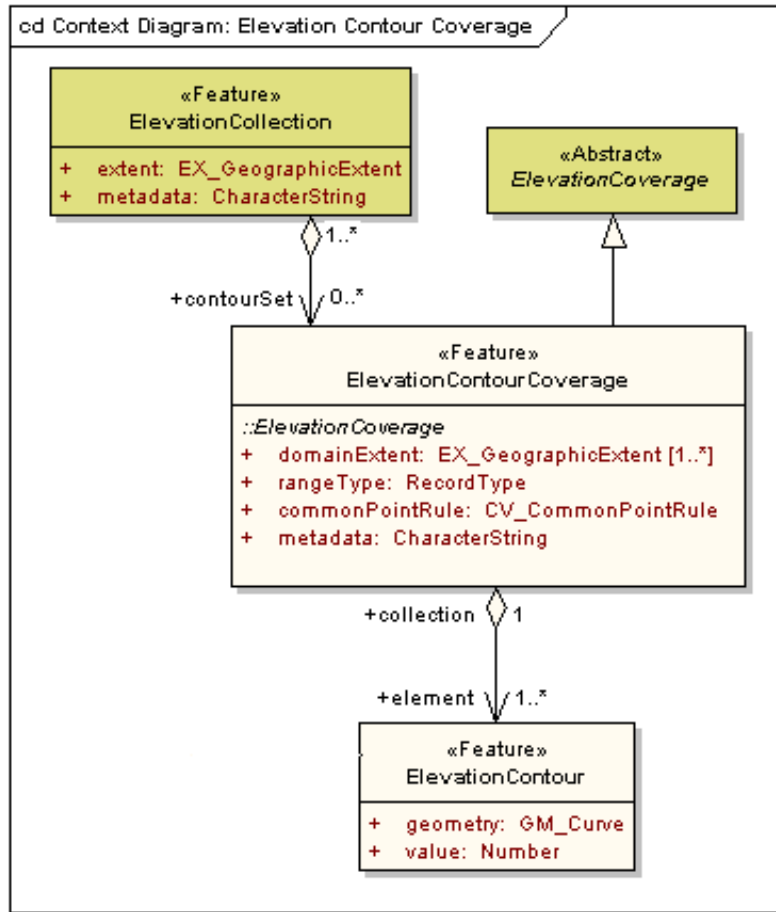 cd Context Diagram: Elevation Contour Coverage
«Feature»
ElevationCollection
+ extent: EX_GeographicExtent
+ metadata: CharacterString
«Abstract»
ElevationCoverage
1..*
+contourSet 0..*
«Feature»
ElevationContourCoverage
::ElevationCoverage
+ domainExtent: EX_GeographicExtent [1..*]
+ rangeType: RecordType
+ commonPointRule: CV_CommonPointRule
+ metadata: CharacterString
+collection 1
+element 1..*
«Feature»
ElevationContour
+ geometry: GM_Curve
+ value: Number